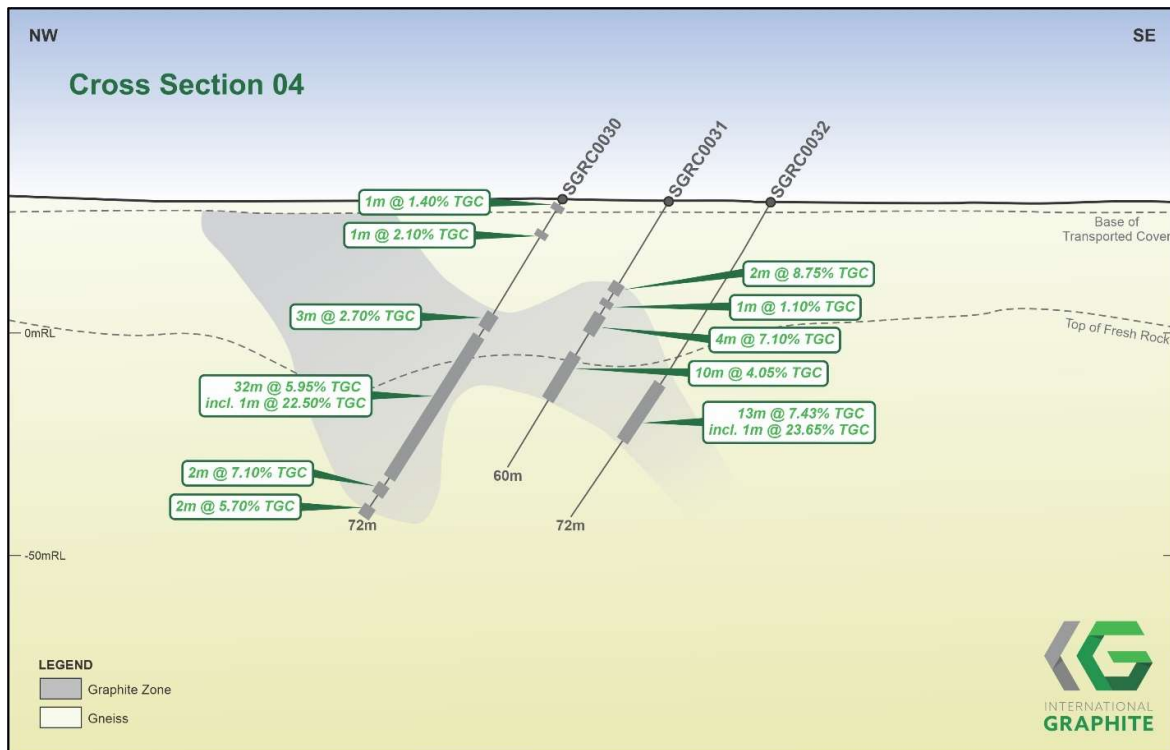 NW
SE
Cross Section 04
SGRC0030
SGRC0031
SGRC0032
1m @ 1.40% TGC
1m @ 2.10% TGC
Base of
Transported Cover
2m @ 8.75% TGC
1m @ 1.10% TGC
3m @ 2.70% TGC
0mRL
Top of Fresh Rock
4m @ 7.10% TGC
10m @ 4.05% TGC
32m @ 5.95% TGC
incl. 1m @ 22.50% TGC
13m @ 7.43% TGC
incl. 1m @ 23.65% TGC
2m @ 7.10% TGC
60m
2m @ 5.70% TGC
72m
72m
-50mRL
LEGEND
Graphite Zone
Gneiss
INTERNATIONAL
GRAPHITE